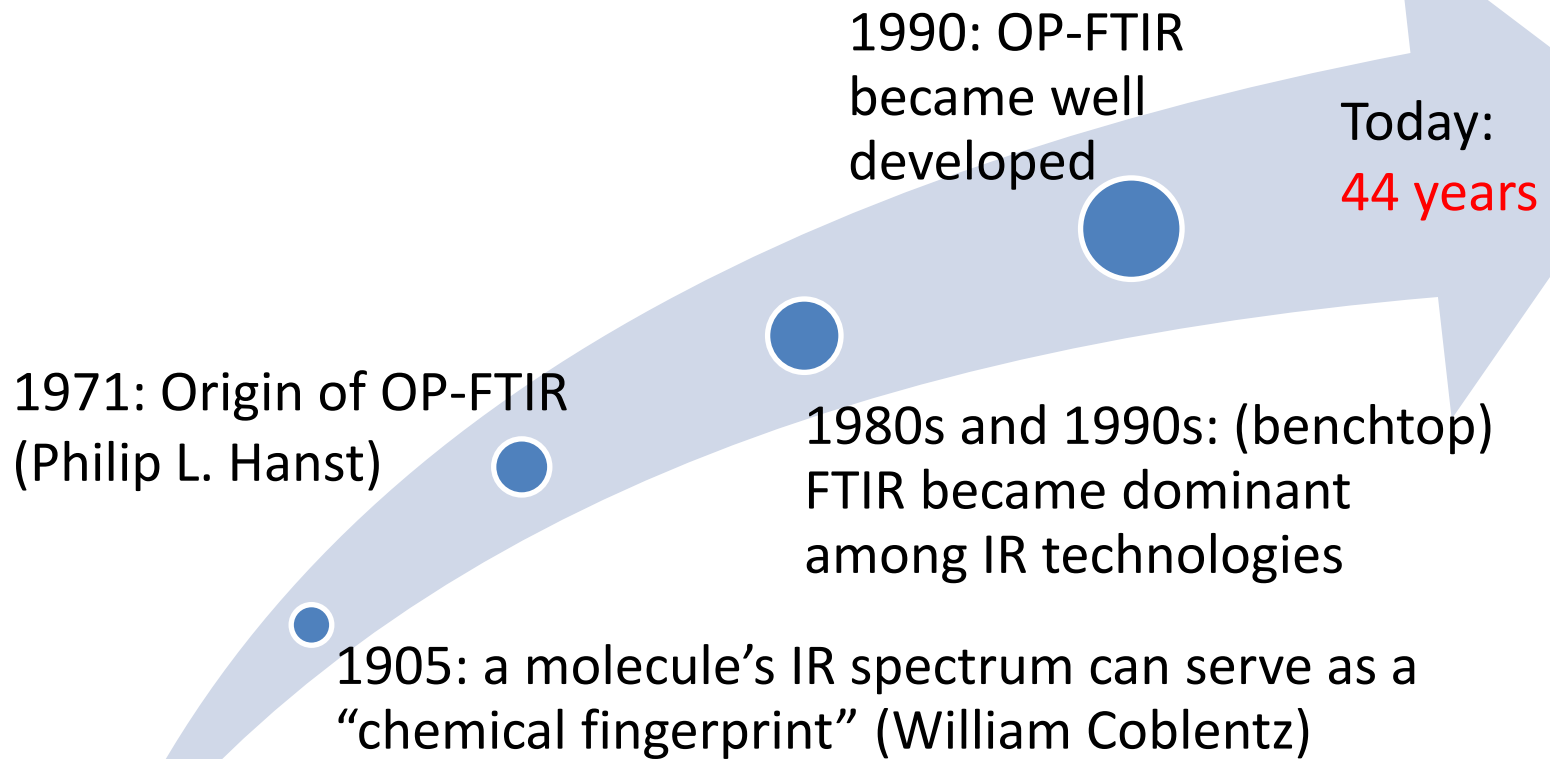 1990: OP-FTIR
became well
developed
Today:
44 years
1971: Origin of OP-FTIR
(Philip L. Hanst)
1980s and 1990s: (benchtop)
FTIR became dominant
among IR technologies
1905: a molecule’s IR spectrum can serve as a
“chemical fingerprint” (William Coblentz)